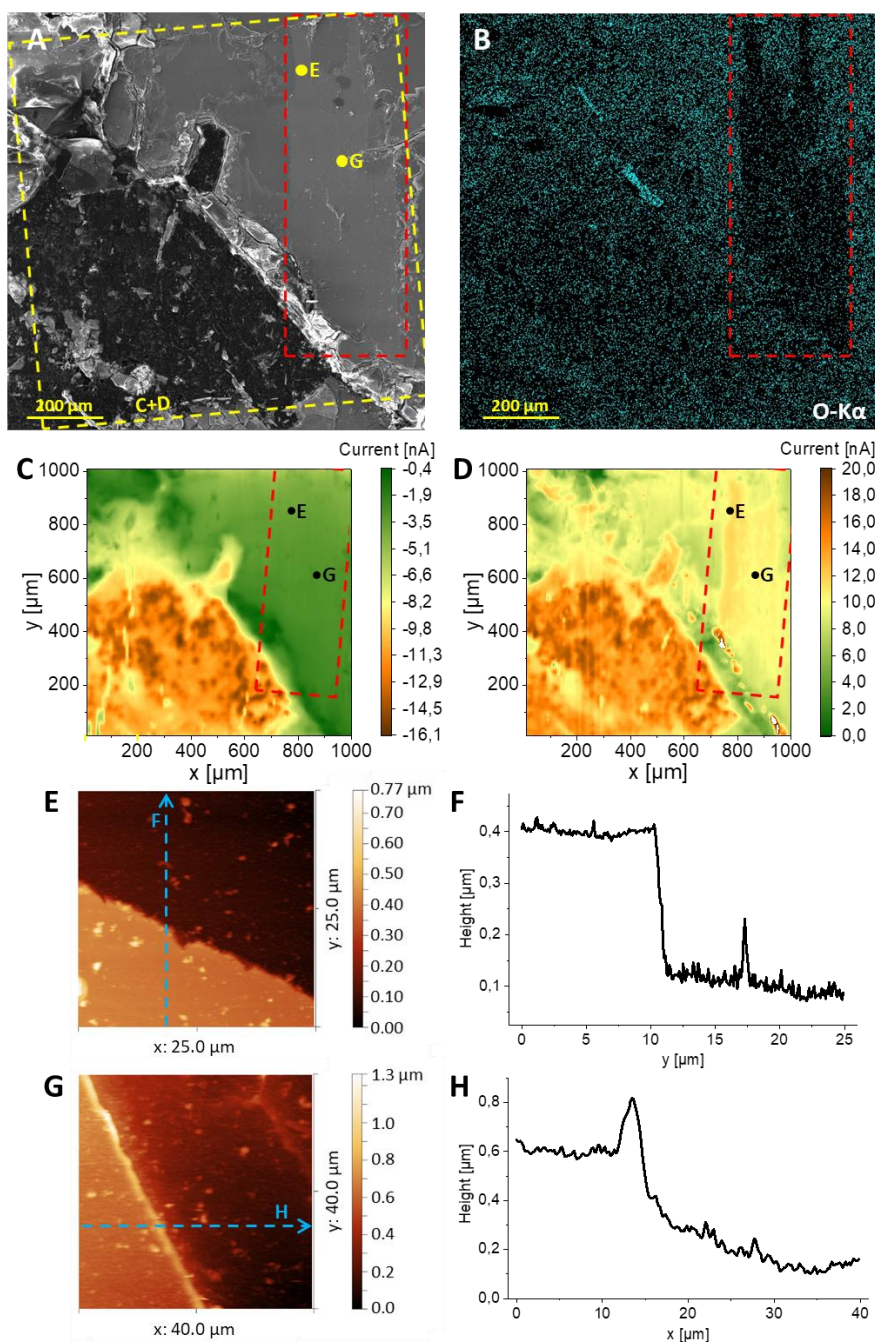 A
E
G
200 µm
C+D
B
200 µm
O-Kα
C
Current [nA]
1000
800
600
400
200
y [µm]
200 400 600 800 1000
x [µm]
E
G
-0,4
-1,9
-3,5
-5,1
-6,6
-8,2
-9,8
-11,3
-12,9
-14,5
-16,1
D
Current [nA]
1000
800
600
400
200
y [µm]
200 400 600 800 1000
x [µm]
E
G
20,0
18,0
16,0
14,0
12,0
10,0
8,0
6,0
4,0
2,0
0,0
E
F
x: 25.0 µm
y: 25.0 µm
0.77 µm
0.70
0.60
0.50
0.40
0.30
0.20
0.10
0.00
F
Height [µm]
0,4
0,3
0,2
0,1
0 5 10 15 20 25
y [µm]
G
H
x: 40.0 µm
y: 40.0 µm
1.3 µm
1.0
0.8
0.6
0.4
0.2
0.0
H
Height [µm]
0,8
0,6
0,4
0,2
0,0
0 10 20 30 40
x [µm]